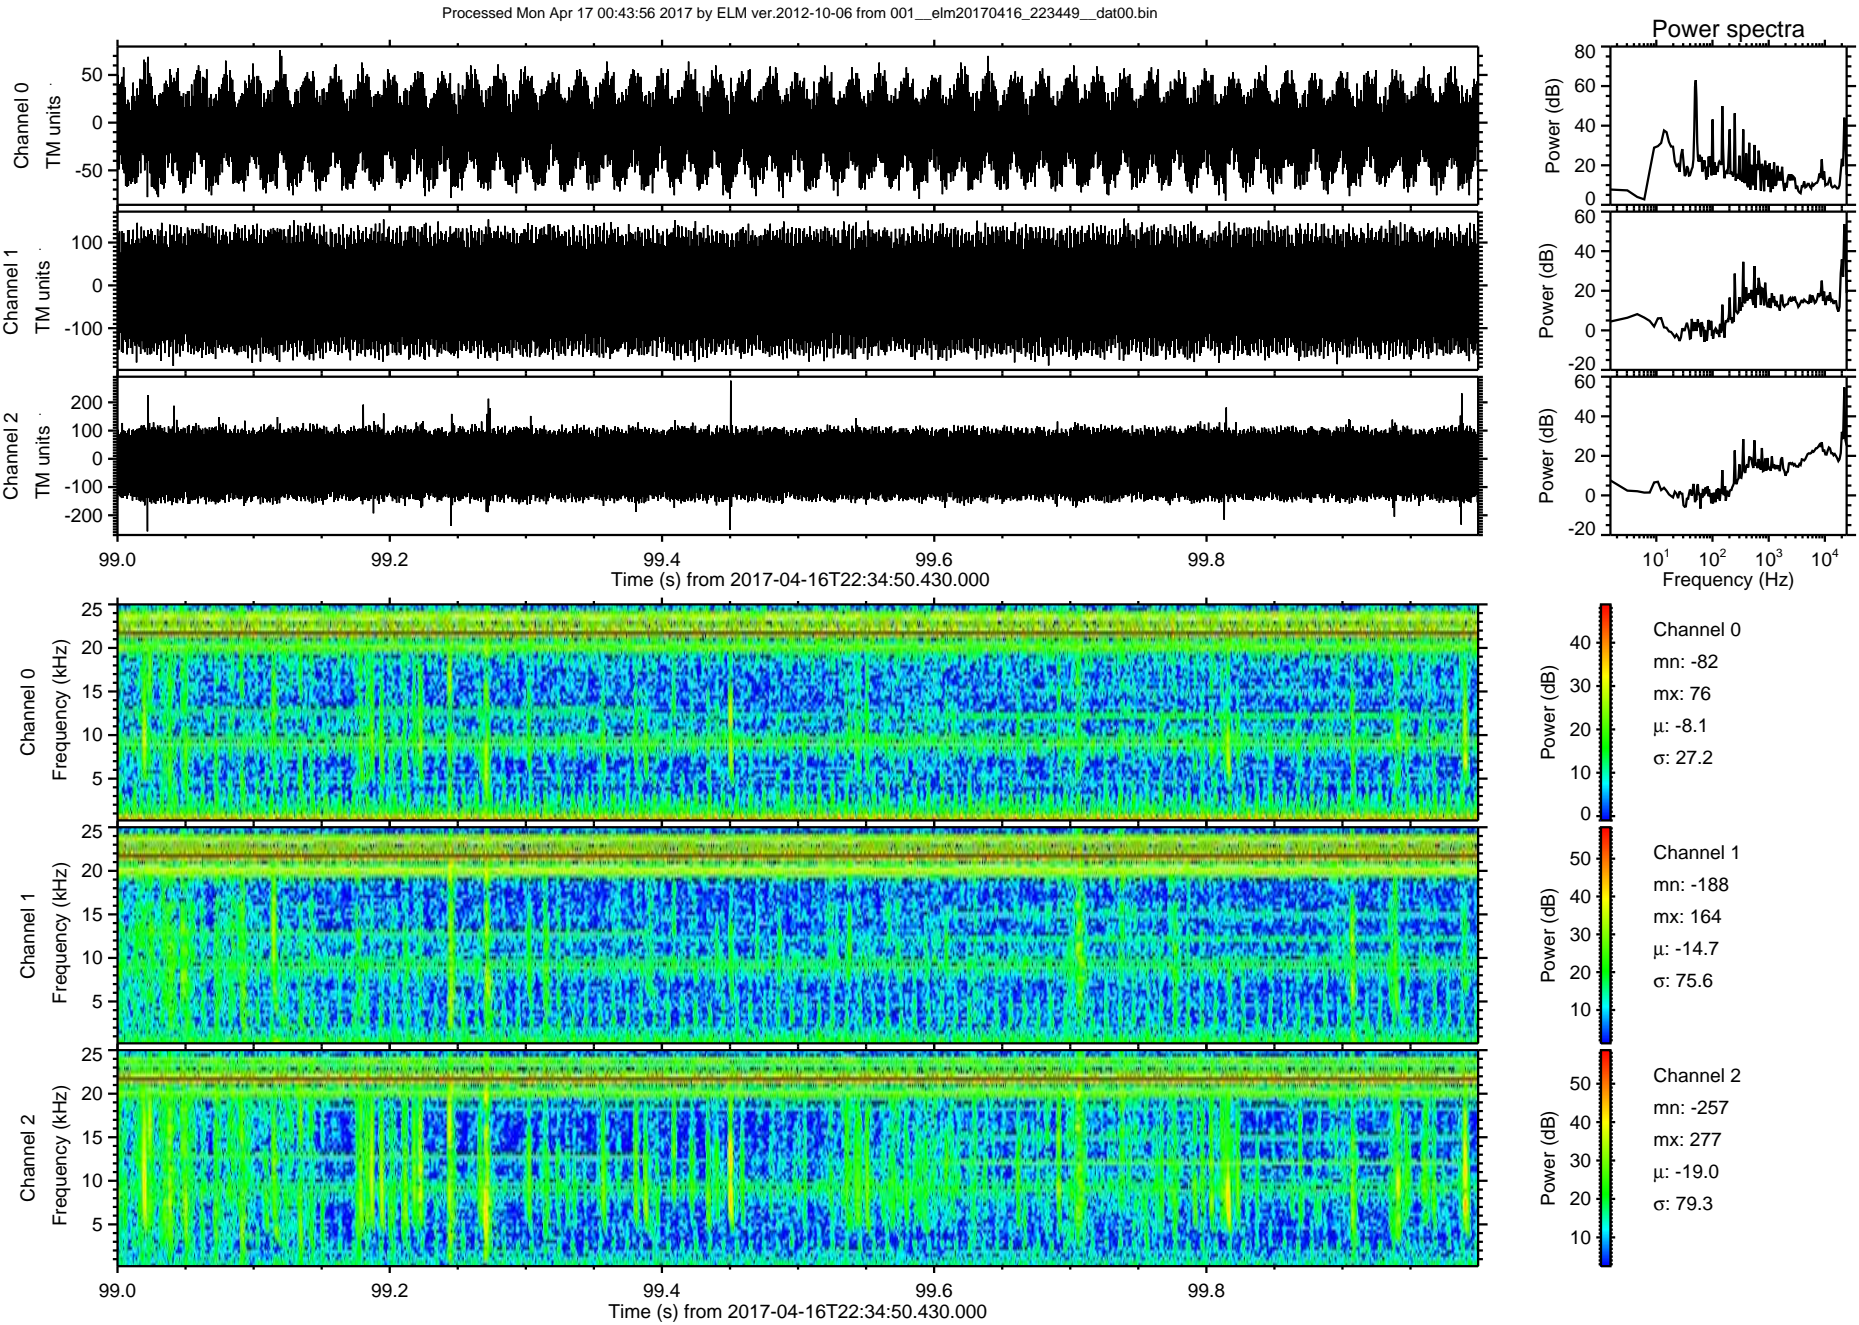 Processed Mon Apr 17 00:43:56 2017 by ELM ver.2012-10-06 from 001__elm20170416_223449__dat00.bin
Power spectra
Channel 0
TM units
50
0
-50
Power (dB)
80
60
40
20
0
Channel 1
TM units
100
0
-100
Power (dB)
60
40
20
0
-20
Channel 2
TM units
200
100
0
-100
-200
Power (dB)
60
40
20
0
-20
99.0 99.2 99.4 99.6 99.8
Time (s) from 2017-04-16T22:34:50.430.000
10¹ 10² 10³ 10⁴
Frequency (Hz)
Channel 0
Frequency (kHz)
25
20
15
10
5
Power (dB)
40
30
20
10
0
Channel 0
mn: -82
mx: 76
μ: -8.1
σ: 27.2
Channel 1
Frequency (kHz)
25
20
15
10
5
Power (dB)
50
40
30
20
10
Channel 1
mn: -188
mx: 164
μ: -14.7
σ: 75.6
Channel 2
Frequency (kHz)
25
20
15
10
5
Power (dB)
50
40
30
20
10
Channel 2
mn: -257
mx: 277
μ: -19.0
σ: 79.3
99.0 99.2 99.4 99.6 99.8
Time (s) from 2017-04-16T22:34:50.430.000